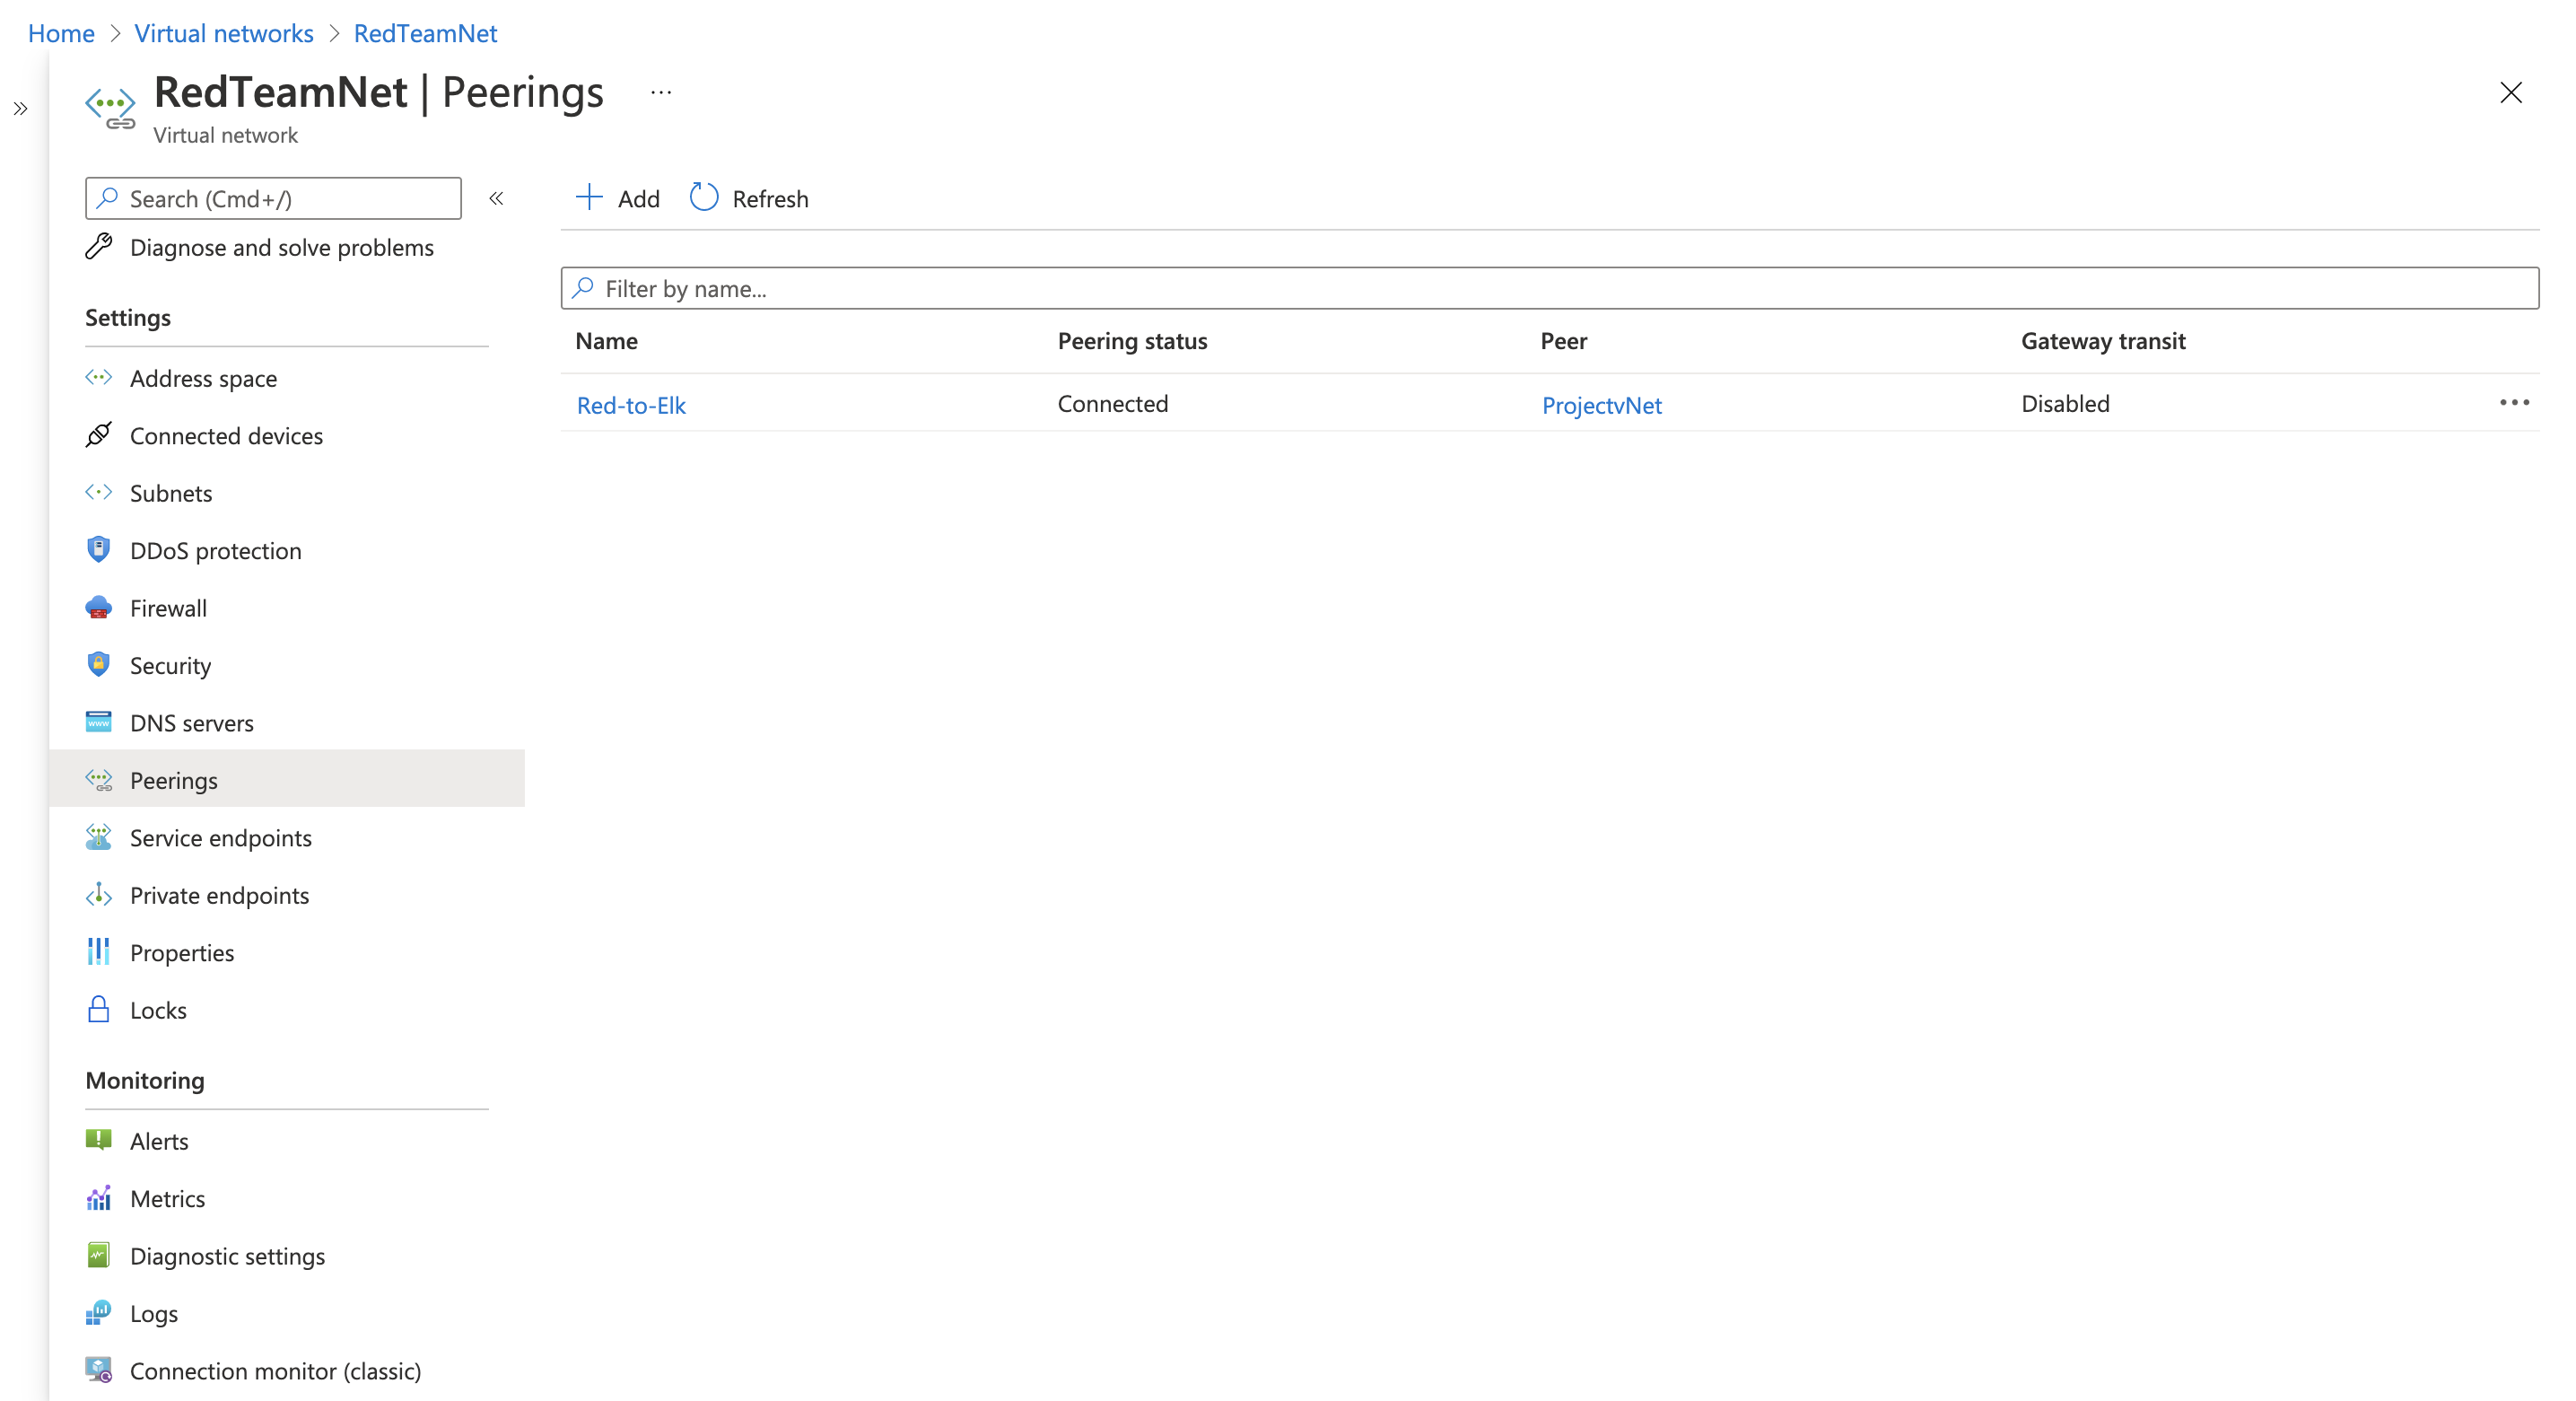 Home > Virtual networks > RedTeamNet
RedTeamNet | Peerings ...
Virtual network
Search (Cmd+/)
Diagnose and solve problems
Settings
Address space
Connected devices
Subnets
DDoS protection
Firewall
Security
DNS servers
Peerings
Service endpoints
Private endpoints
Properties
Locks
Monitoring
Alerts
Metrics
Diagnostic settings
Logs
Connection monitor (classic)
Add Refresh
Filter by name...
Name Peering status Peer Gateway transit
Red-to-Elk Connected ProjectvNet Disabled